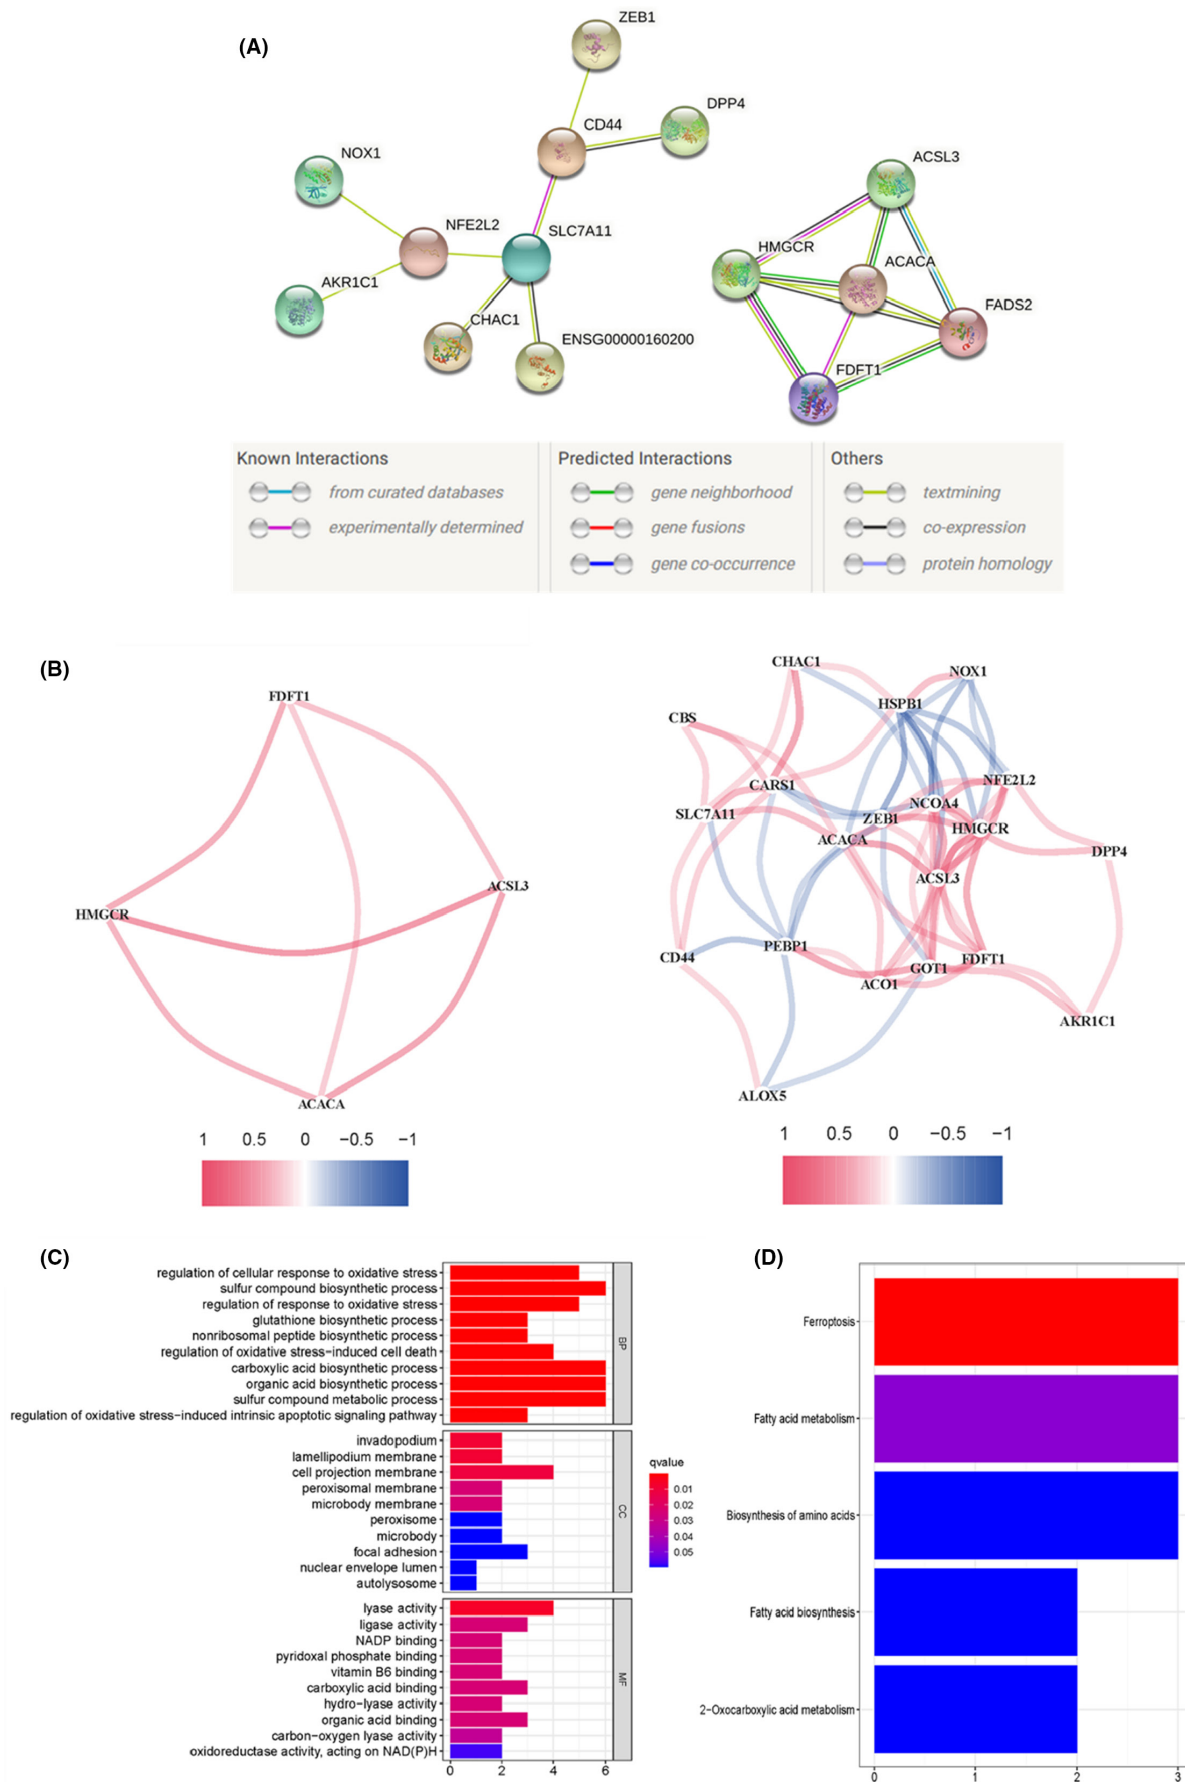 (A)
ZEB1
DPP4
CD44
NOX1
ACSL3
NFE2L2
SLC7A11
HMGCR
ACACA
AKR1C1
FADS2
CHAC1
ENSG00000160200
FDFT1
Known Interactions
from curated databases
experimentally determined
Predicted Interactions
gene neighborhood
gene fusions
gene co-occurrence
Others
textmining
co-expression
protein homology
(B)
FDFT1
ACSL3
HMGCR
ACACA
1 0.5 0 −0.5 −1
CHAC1
NOX1
HSPB1
CBS
NFE2L2
CARS1
NCOA4
SLC7A11
ZEB1
HMGCR
ACACA
DPP4
ACSL3
PEBP1
CD44
GOT1
FDFT1
ACO1
AKR1C1
ALOX5
1 0.5 0 −0.5 −1
(C)
regulation of cellular response to oxidative stress
sulfur compound biosynthetic process
regulation of response to oxidative stress
glutathione biosynthetic process
nonribosomal peptide biosynthetic process
regulation of oxidative stress−induced cell death
carboxylic acid biosynthetic process
organic acid biosynthetic process
sulfur compound metabolic process
regulation of oxidative stress−induced intrinsic apoptotic signaling pathway
BP
invadopodium
lamellipodium membrane
cell projection membrane
peroxisomal membrane
microbody membrane
peroxisome
microbody
focal adhesion
nuclear envelope lumen
autolysosome
CC
lyase activity
ligase activity
NADP binding
pyridoxal phosphate binding
vitamin B6 binding
carboxylic acid binding
hydro−lyase activity
organic acid binding
carbon−oxygen lyase activity
oxidoreductase activity, acting on NAD(P)H
MF
0 2 4 6
qvalue
0.01
0.02
0.03
0.04
0.05
(D)
Ferroptosis
Fatty acid metabolism
Biosynthesis of amino acids
Fatty acid biosynthesis
2−Oxocarboxylic acid metabolism
0 1 2 3